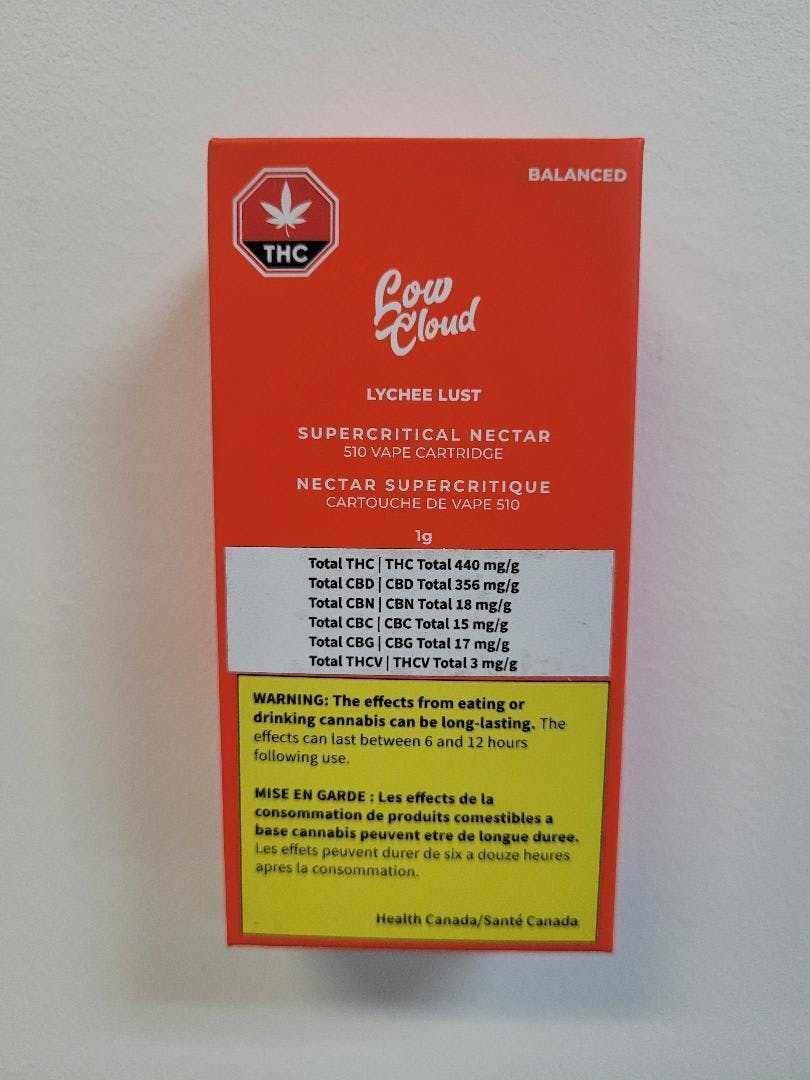 BALANCED
THC
Low
Cloud
LYCHEE LUST
SUPERCRITICAL NECTAR
510 VAPE CARTRIDGE
NECTAR SUPERCRITIQUE
CARTOUCHE DE VAPE 510
1g
Total THC | THC Total 440 mg/g
Total CBD | CBD Total 356 mg/g
Total CBN | CBN Total 18 mg/g
Total CBC | CBC Total 15 mg/g
Total CBG | CBG Total 17 mg/g
Total THCV | THCV Total 3 mg/g
WARNING: The effects from eating or
drinking cannabis can be long-lasting. The
effects can last between 6 and 12 hours
following use.
MISE EN GARDE : Les effects de la
consommation de produits comestibles a
base cannabis peuvent etre de longue duree.
Les effets peuvent durer de six a douze heures
apres la consommation.
Health Canada/Santé Canada